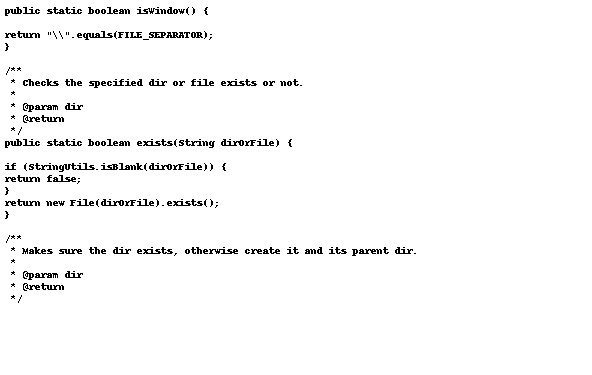 public static boolean isWindow() {
return "\\".equals(FILE_SEPARATOR);
}
/**
* Checks the specified dir or file exists or not.
*
* @param dir
* @return
*/
public static boolean exists(String dirOrFile) {
if (StringUtils.isBlank(dirOrFile)) {
return false;
}
return new File(dirOrFile).exists();
}
/**
* Makes sure the dir exists, otherwise create it and its parent dir.
*
* @param dir
* @return
*/